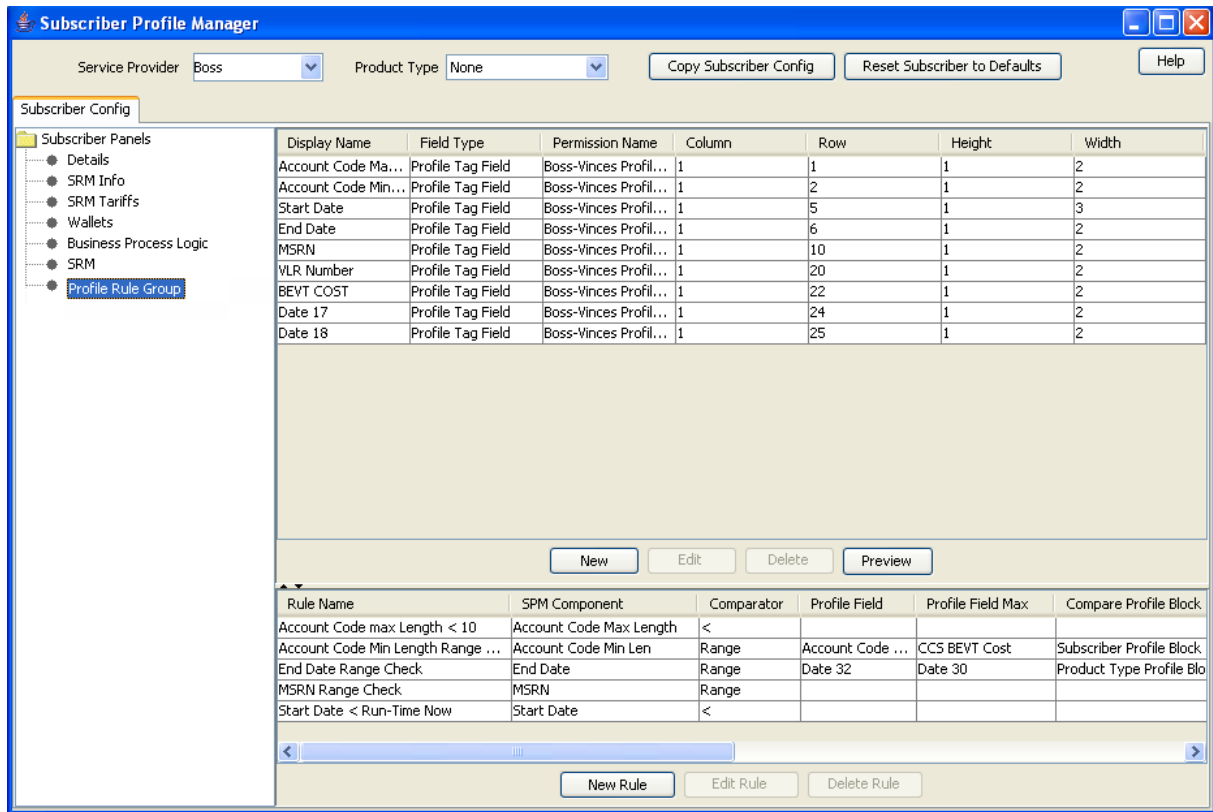 Subscriber Profile Manager
Service Provider Boss Product Type None Copy Subscriber Config Reset Subscriber to Defaults Help
Subscriber Config
Subscriber Panels
Details
SRM Info
SRM Tariffs
Wallets
Business Process Logic
SRM
Profile Rule Group
Display Name Field Type Permission Name Column Row Height Width
Account Code Ma... Profile Tag Field Boss-Vinces Profil... 1 1 1 2
Account Code Min... Profile Tag Field Boss-Vinces Profil... 1 2 1 2
Start Date Profile Tag Field Boss-Vinces Profil... 1 5 1 3
End Date Profile Tag Field Boss-Vinces Profil... 1 6 1 2
MSRN Profile Tag Field Boss-Vinces Profil... 1 10 1 2
VLR Number Profile Tag Field Boss-Vinces Profil... 1 20 1 2
BEVT COST Profile Tag Field Boss-Vinces Profil... 1 22 1 2
Date 17 Profile Tag Field Boss-Vinces Profil... 1 24 1 2
Date 18 Profile Tag Field Boss-Vinces Profil... 1 25 1 2
New Edit Delete Preview
Rule Name SPM Component Comparator Profile Field Profile Field Max Compare Profile Block
Account Code max Length < 10 Account Code Max Length <
Account Code Min Length Range ... Account Code Min Len Range Account Code ... CCS BEVT Cost Subscriber Profile Block
End Date Range Check End Date Range Date 32 Date 30 Product Type Profile Blo
MSRN Range Check MSRN Range
Start Date < Run-Time Now Start Date <
New Rule Edit Rule Delete Rule